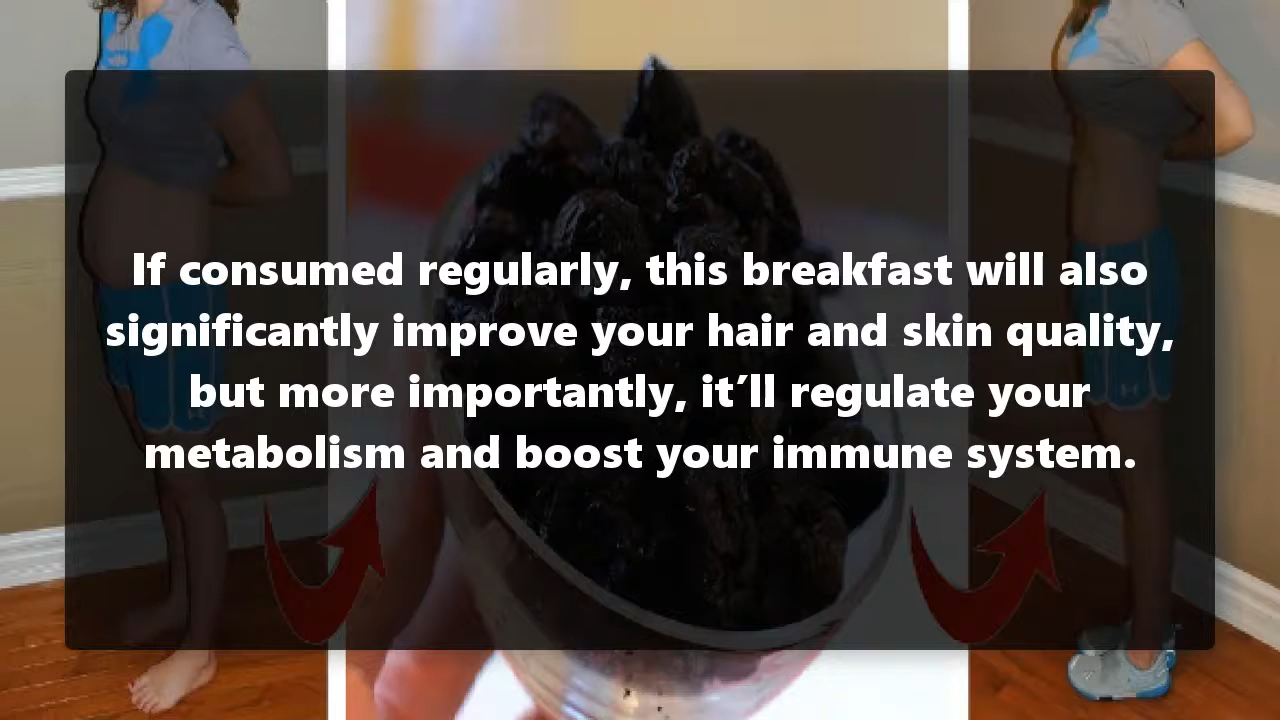 If consumed regularly, this breakfast will also
significantly improve your hair and skin quality,
but more importantly, it′ll regulate your
metabolism and boost your immune system.